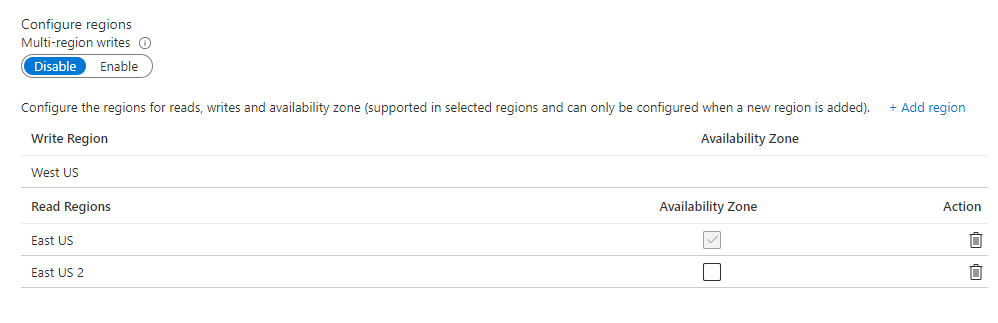 Configure regions
Multi-region writes
Disable Enable
Configure the regions for reads, writes and availability zone (supported in selected regions and can only be configured when a new region is added). + Add region
Write Region Availability Zone
West US
Read Regions Availability Zone Action
East US
East US 2